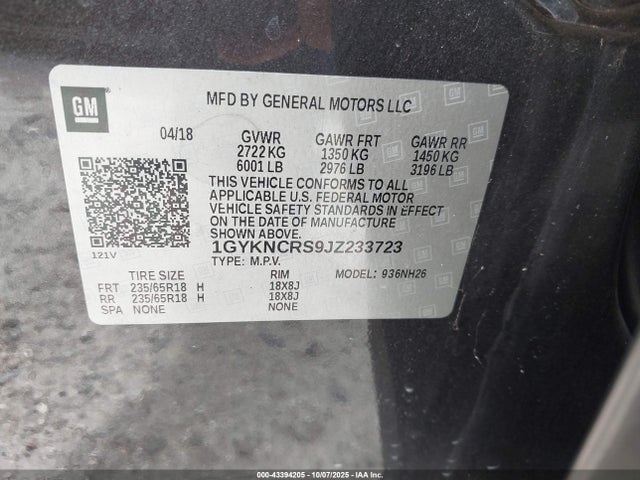 GM
MFD BY GENERAL MOTORS LLC
04/18 GVWR GAWR FRT GAWR RR
2722 KG 1350 KG 1450 KG
6001 LB 2976 LB 3196 LB
THIS VEHICLE CONFORMS TO ALL
APPLICABLE U.S. FEDERAL MOTOR
VEHICLE SAFETY STANDARDS IN EFFECT
ON THE DATE OF MANUFACTURE
SHOWN ABOVE.
1GYKNCRS9JZ233723
121V TYPE: M.P.V. MODEL: 936NH26
TIRE SIZE RIM
FRT 235/65R18 H 18X8J
RR 235/65R18 H 18X8J
SPA NONE NONE
000-43394205 - 10/07/2025 - IAA Inc.